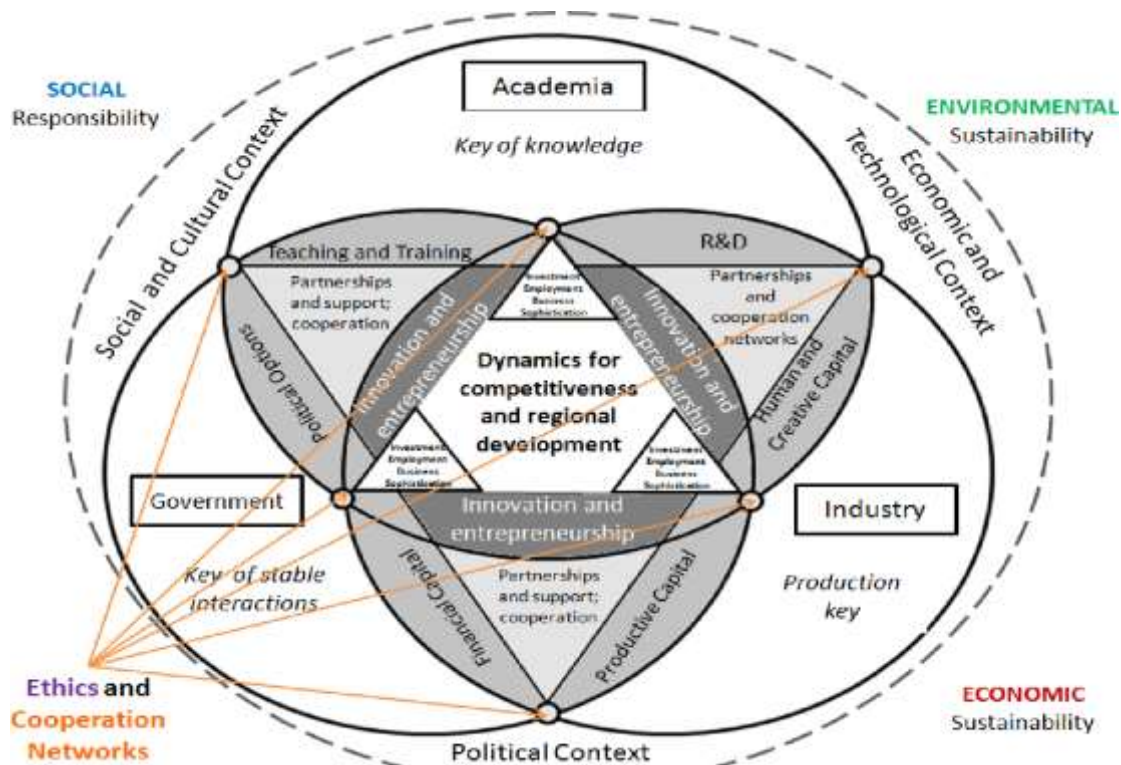 SOCIAL
Responsibility
Academia
Key of knowledge
ENVIRONMENTAL
Sustainability
Social and Cultural Context
Economic and
Technological Context
Teaching and Training
R&D
Partnerships
and support;
cooperation
Investment
Employment
Business
Sophistication
Partnerships
and
cooperation
networks
Political Options
Innovation and
entrepreneurship
Dynamics for
competitiveness
and regional
development
Innovation and
entrepreneurship
Human and
Creative Capital
Investment
Employment
Business
Sophistication
Investment
Employment
Business
Sophistication
Government
Innovation and
entrepreneurship
Industry
Key of stable
interactions
Financial Capital
Partnerships
and support;
cooperation
Productive Capital
Production
key
Ethics and
Cooperation
Networks
Political Context
ECONOMIC
Sustainability